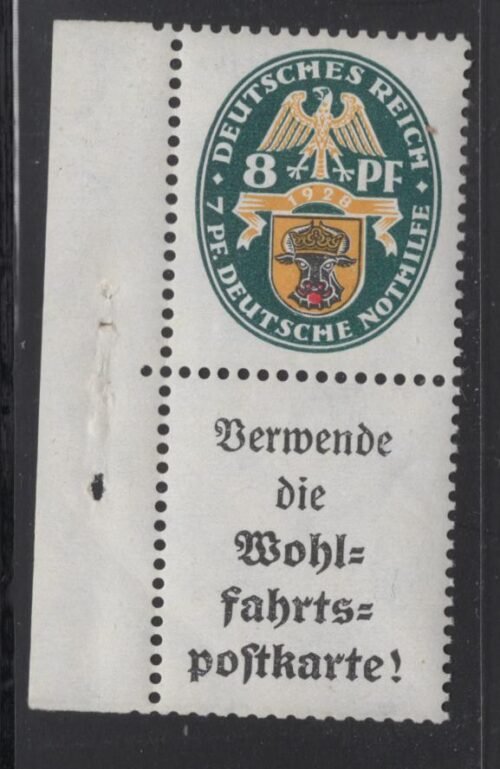 DEUTSCHES REICH
8 PF
1928
7 PF. DEUTSCHE NOTHILFE
Verwende
die
Wohl=
fahrts=
poſtkarte!